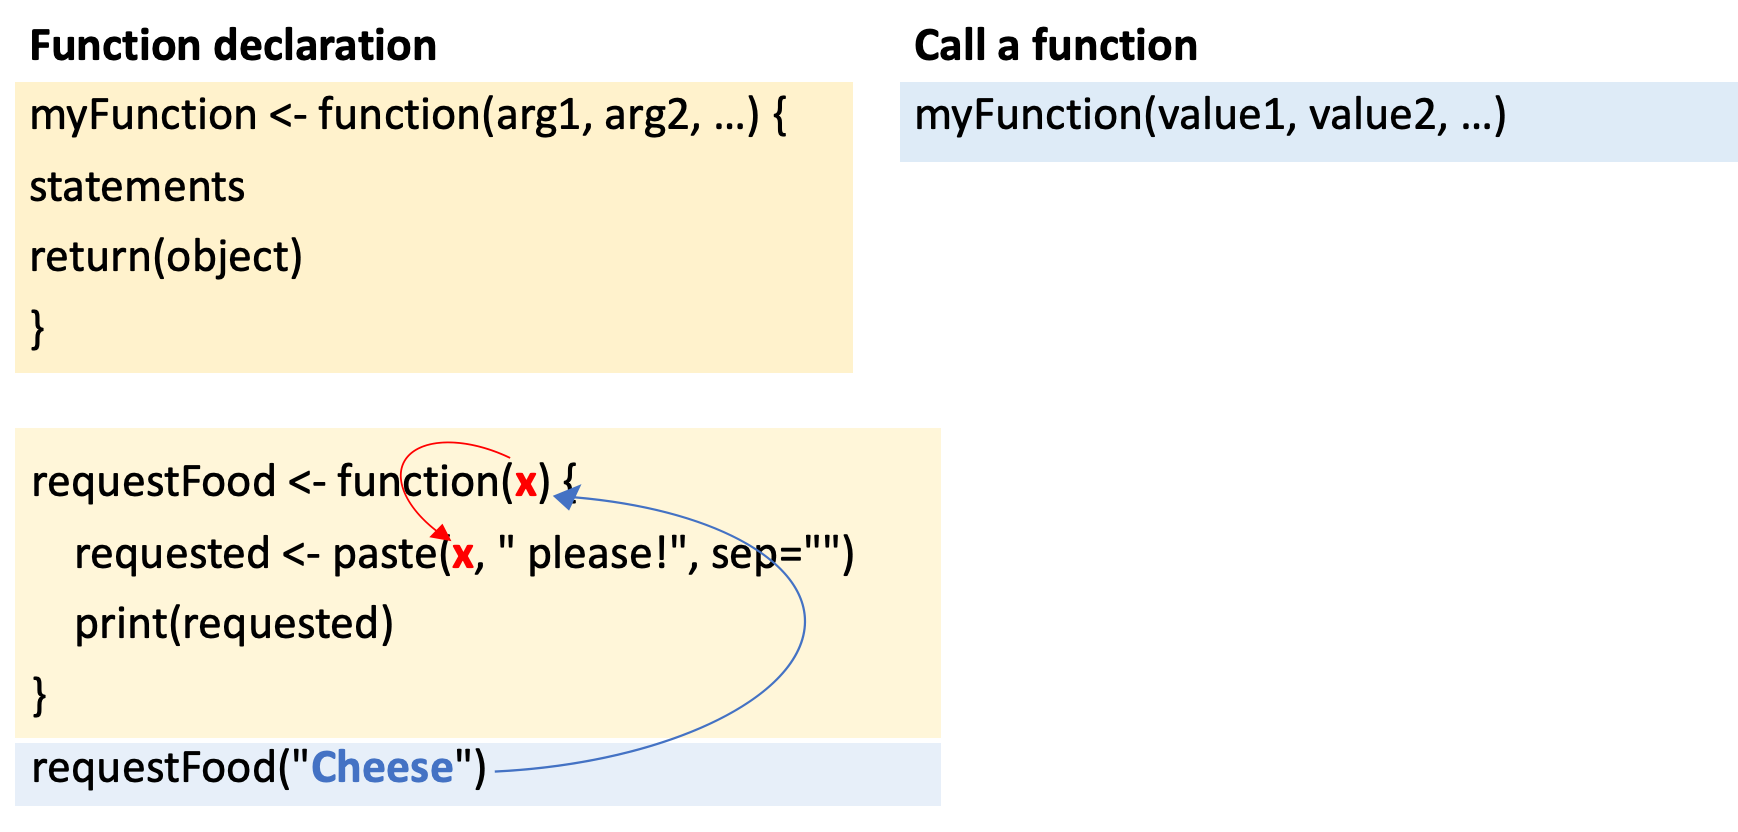 Function declaration
myFunction <- function(arg1, arg2, …) {
statements
return(object)
}
Call a function
myFunction(value1, value2, …)
requestFood <- function(x) {
requested <- paste(x, " please!", sep="")
print(requested)
}
requestFood("Cheese")